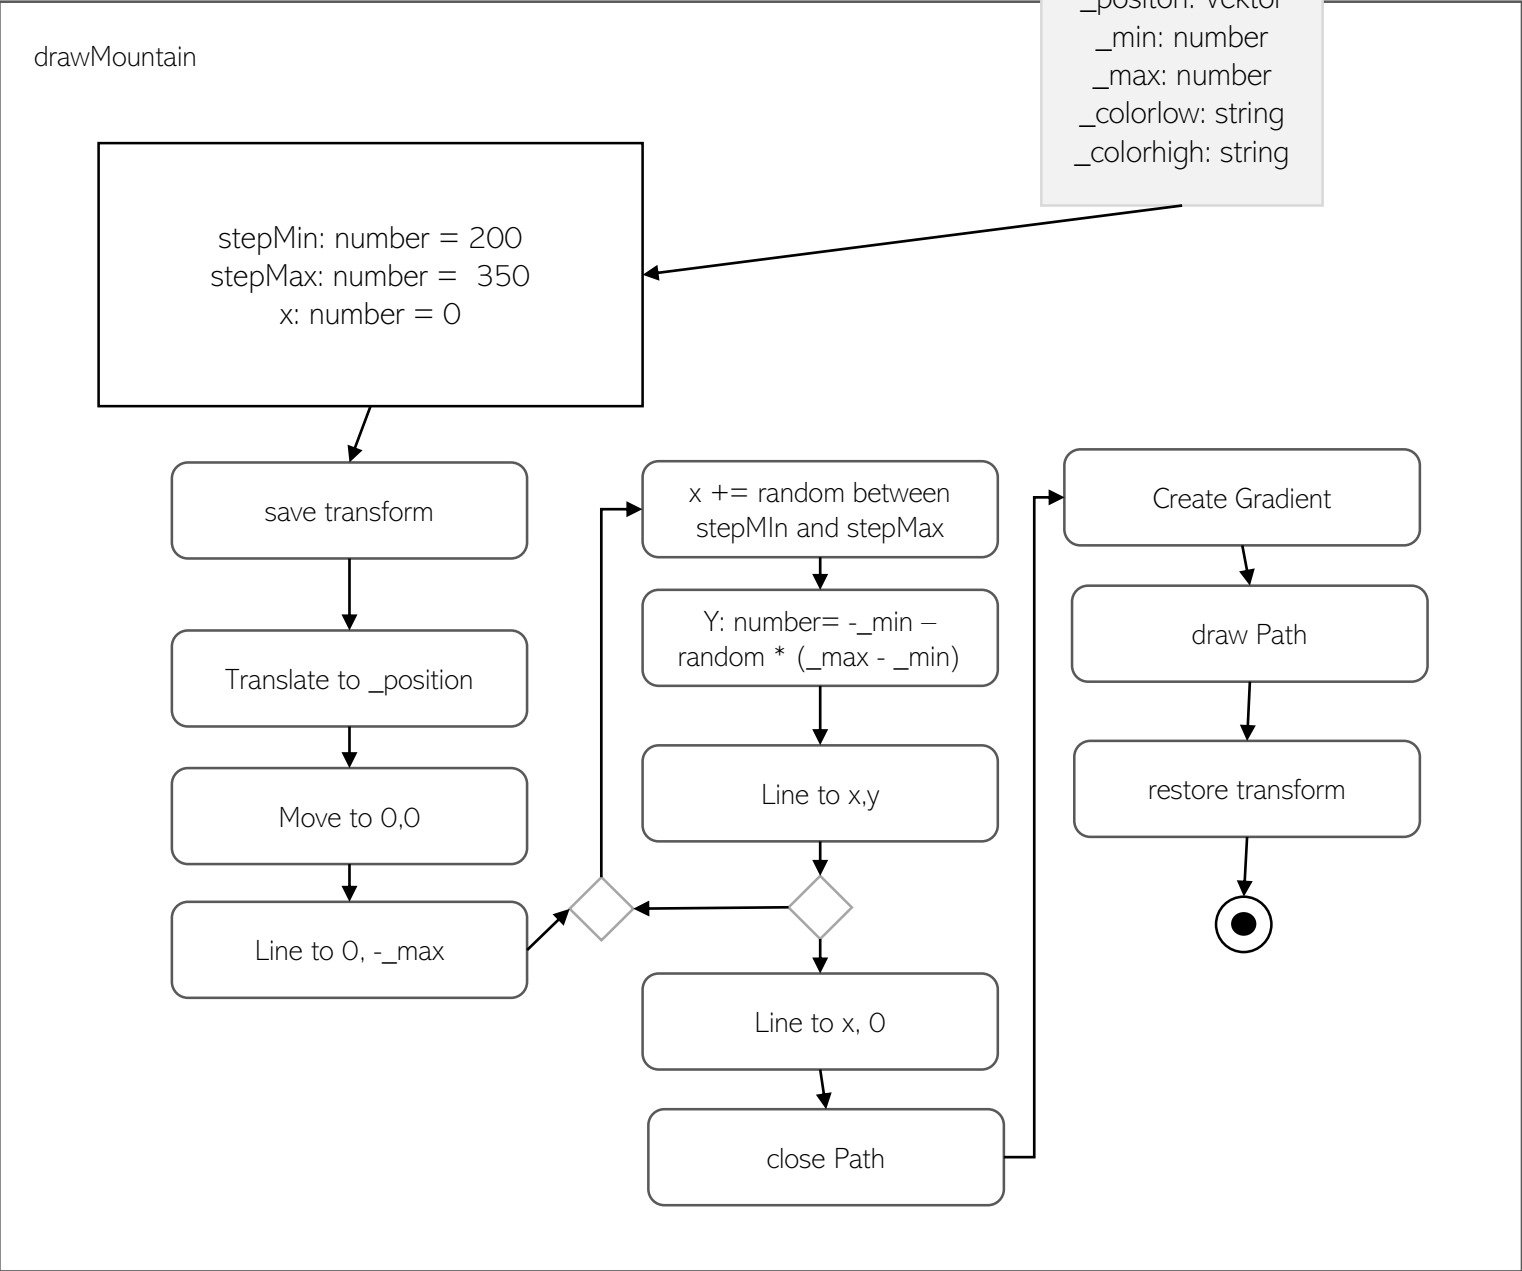 _positon: Vektor
_min: number
_max: number
_colorlow: string
_colorhigh: string
drawMountain
stepMin: number = 200
stepMax: number =  350
x: number = 0
save transform
Translate to _position
Move to 0,0
Line to 0, -_max
x += random between
stepMIn and stepMax
Y: number= -_min –
random * (_max - _min)
Line to x,y
Line to x, 0
close Path
Create Gradient
draw Path
restore transform